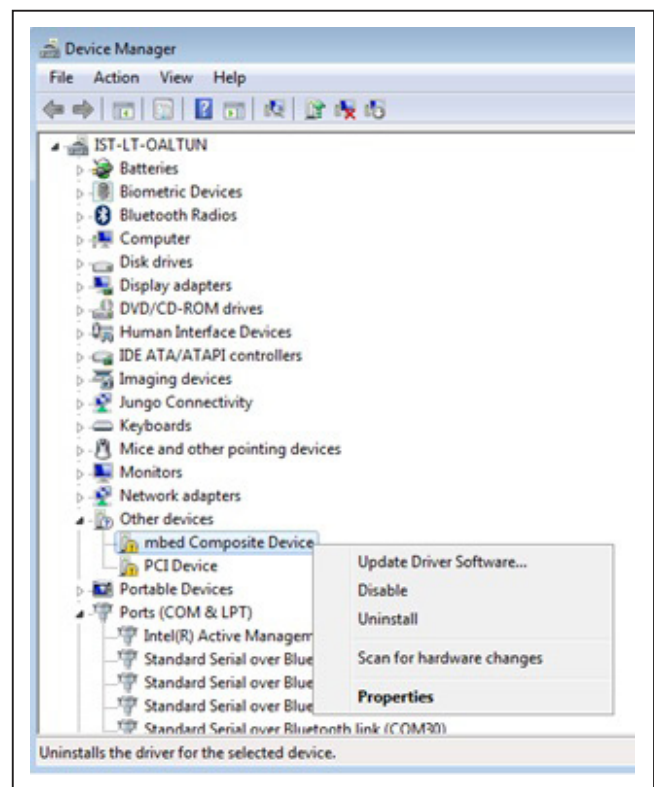 Device Manager
File Action View Help
IST-LT-OALTUN
Batteries
Biometric Devices
Bluetooth Radios
Computer
Disk drives
Display adapters
DVD/CD-ROM drives
Human Interface Devices
IDE ATA/ATAPI controllers
Imaging devices
Jungo Connectivity
Keyboards
Mice and other pointing devices
Monitors
Network adapters
Other devices
mbed Composite Device
PCI Device
Portable Devices
Ports (COM & LPT)
Intel(R) Active Managem
Standard Serial over Blue
Standard Serial over Blue
Standard Serial over Blue
Standard Serial over Bluetooth link (COM30)
Update Driver Software...
Disable
Uninstall
Scan for hardware changes
Properties
Uninstalls the driver for the selected device.